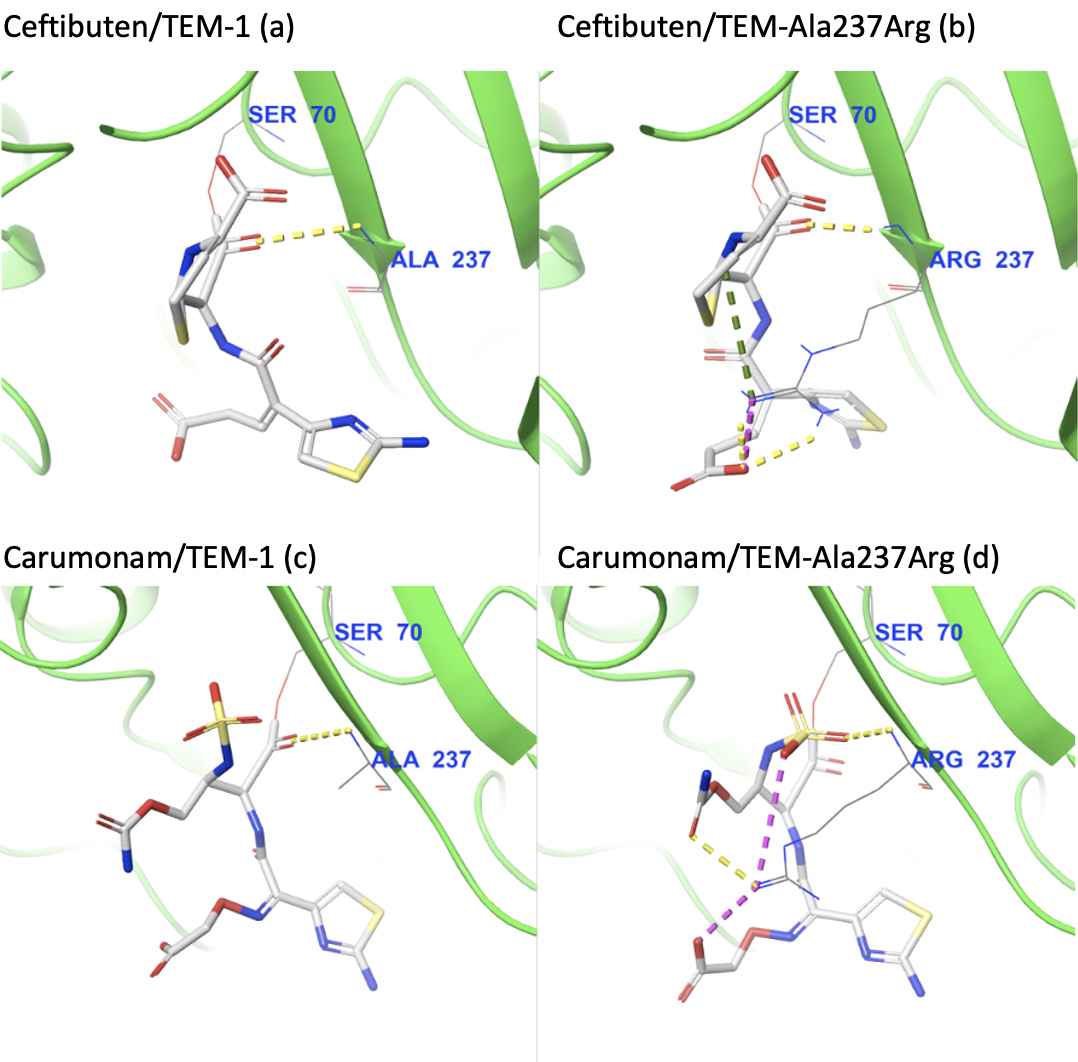 Ceftibuten/TEM-1 (a)
Ceftibuten/TEM-Ala237Arg (b)
SER 70
ALA 237
SER 70
ARG 237
Carumonam/TEM-1 (c)
Carumonam/TEM-Ala237Arg (d)
SER 70
ALA 237
SER 70
ARG 237